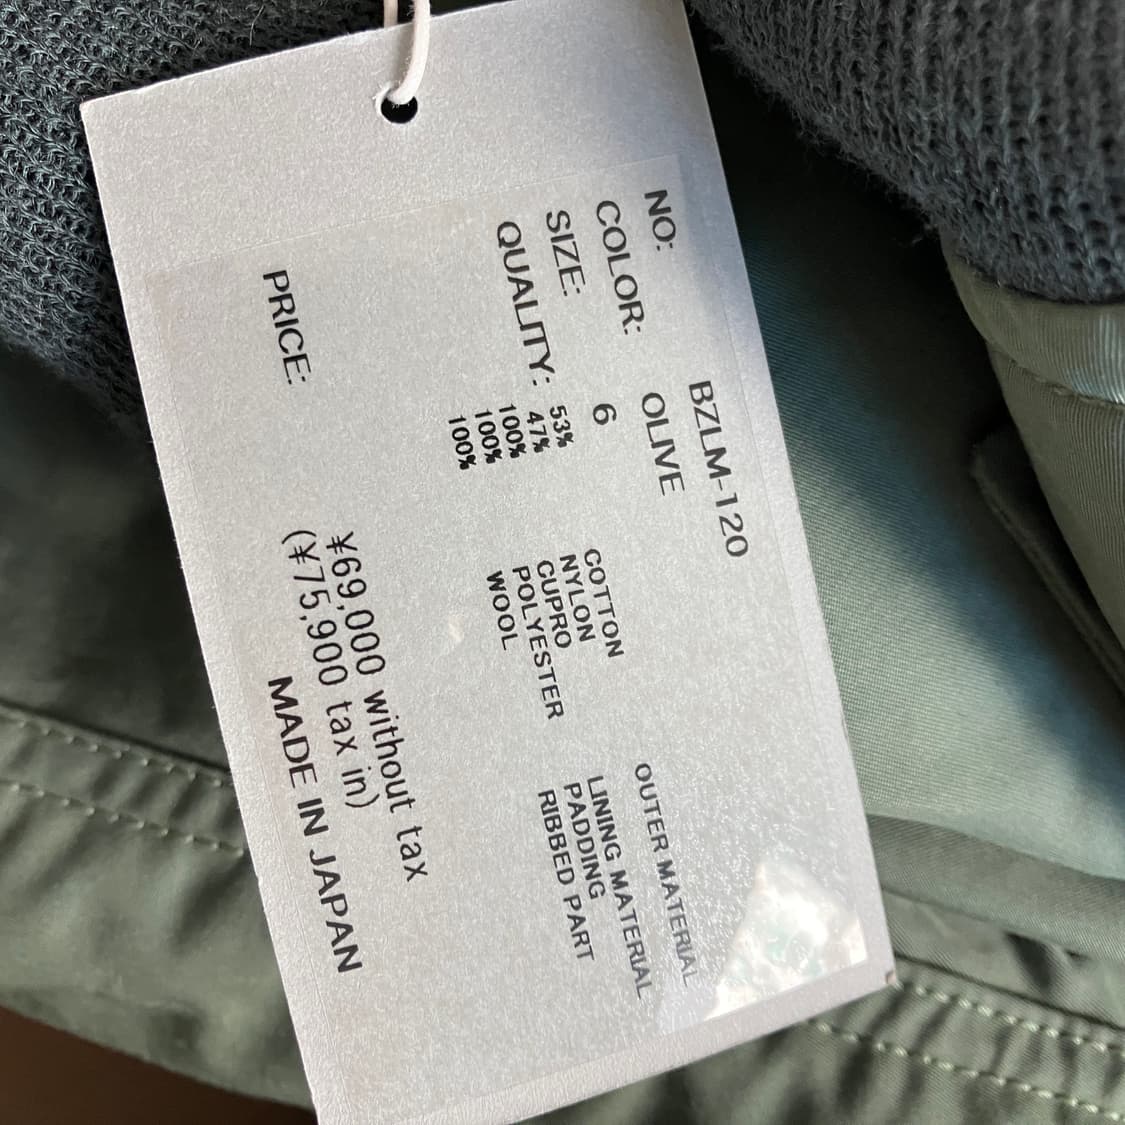 NO: BZLM-120
COLOR: OLIVE
SIZE: 6
QUALITY: 53% COTTON OUTER MATERIAL
47% NYLON
100% CUPRO LINING MATERIAL
100% POLYESTER PADDING
100% WOOL RIBBED PART
PRICE: ¥69,000 without tax
(¥75,900 tax in)
MADE IN JAPAN